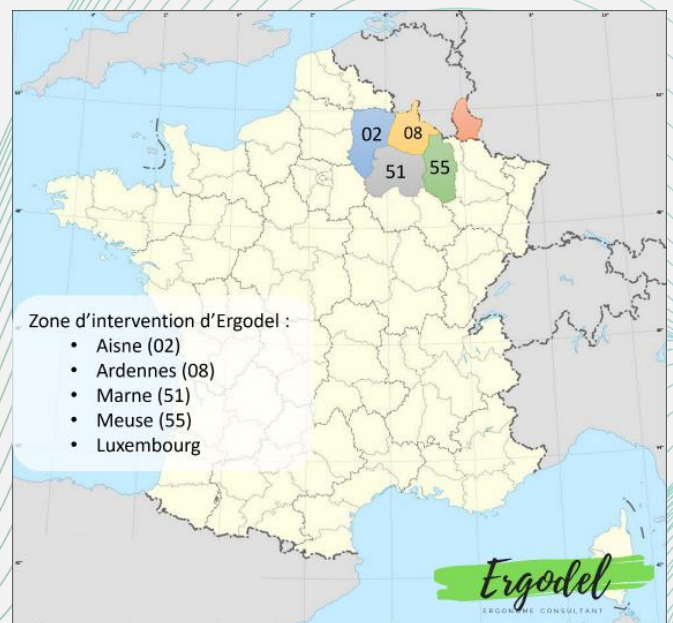 02
08
51
55
Zone d'intervention d'Ergodel :
• Aisne (02)
• Ardennes (08)
• Marne (51)
• Meuse (55)
• Luxembourg
Ergodel
ERGONOME CONSULTANT